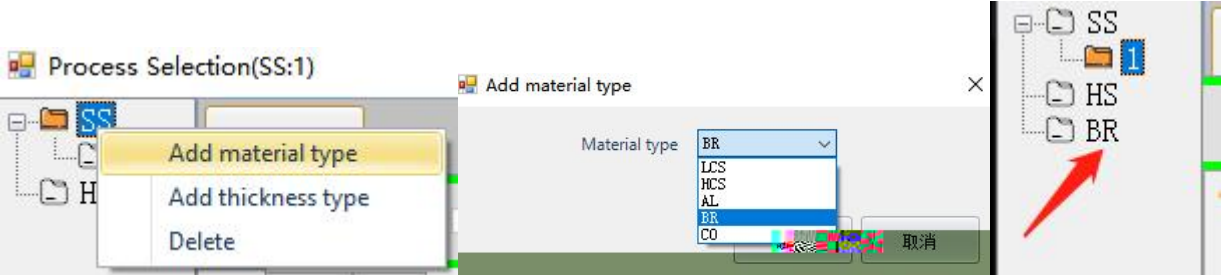 Process Selection(SS:1)
SS
H
Add material type
Add thickness type
Delete
Add material type
Material type
BR
LCS
HCS
AL
BR
CO
取消
SS
1
HS
BR